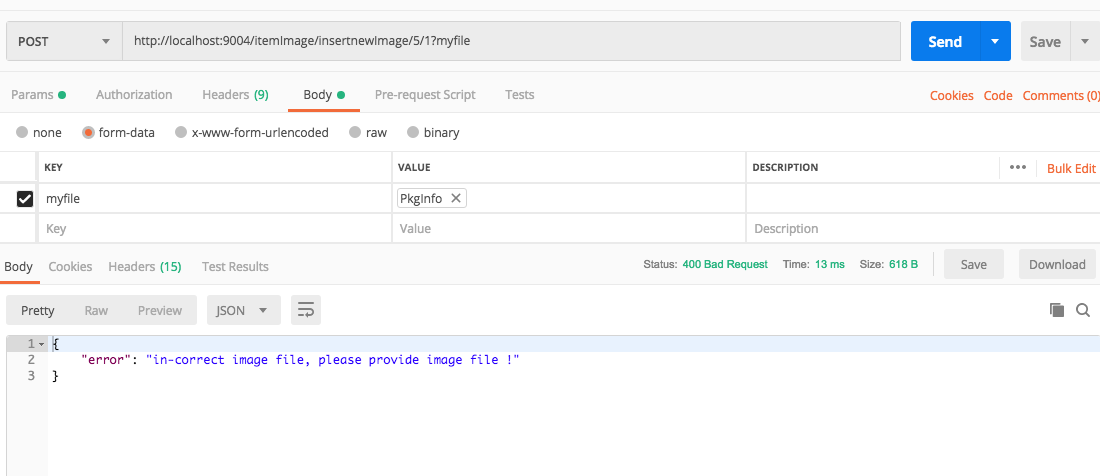 POST http://localhost:9004/itemImage/insertnewImage/5/1?myfile Send Save
Params Authorization Headers (9) Body Pre-request Script Tests Cookies Code Comments (0)
none form-data x-www-form-urlencoded raw binary
KEY VALUE DESCRIPTION ••• Bulk Edit
myfile PkgInfo ✕
Key Value Description
Body Cookies Headers (15) Test Results Status: 400 Bad Request Time: 13 ms Size: 618 B Save Download
Pretty Raw Preview JSON
1 {
2 "error": "in-correct image file, please provide image file !"
3 }